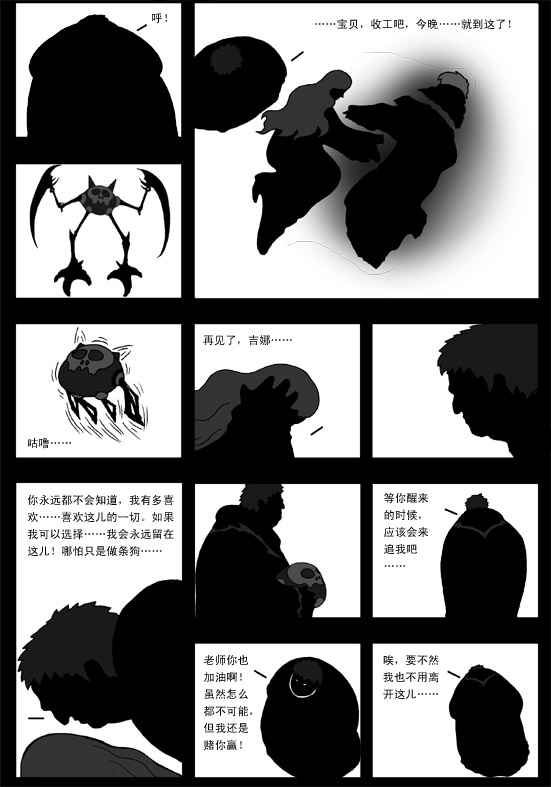 呼！
……宝贝，收工吧，今晚……就到这了！
咕噜……
再见了，吉娜……
你永远都不会知道，我有多喜
欢……喜欢这儿的一切。如果
我可以选择……我会永远留在
这儿！哪怕只是做条狗……
等你醒来
的时候，
应该会来
追我吧
……
老师你也
加油啊！
虽然怎么
都不可能，
但我还是
赌你赢！
唉，要不然
我也不用离
开这儿……